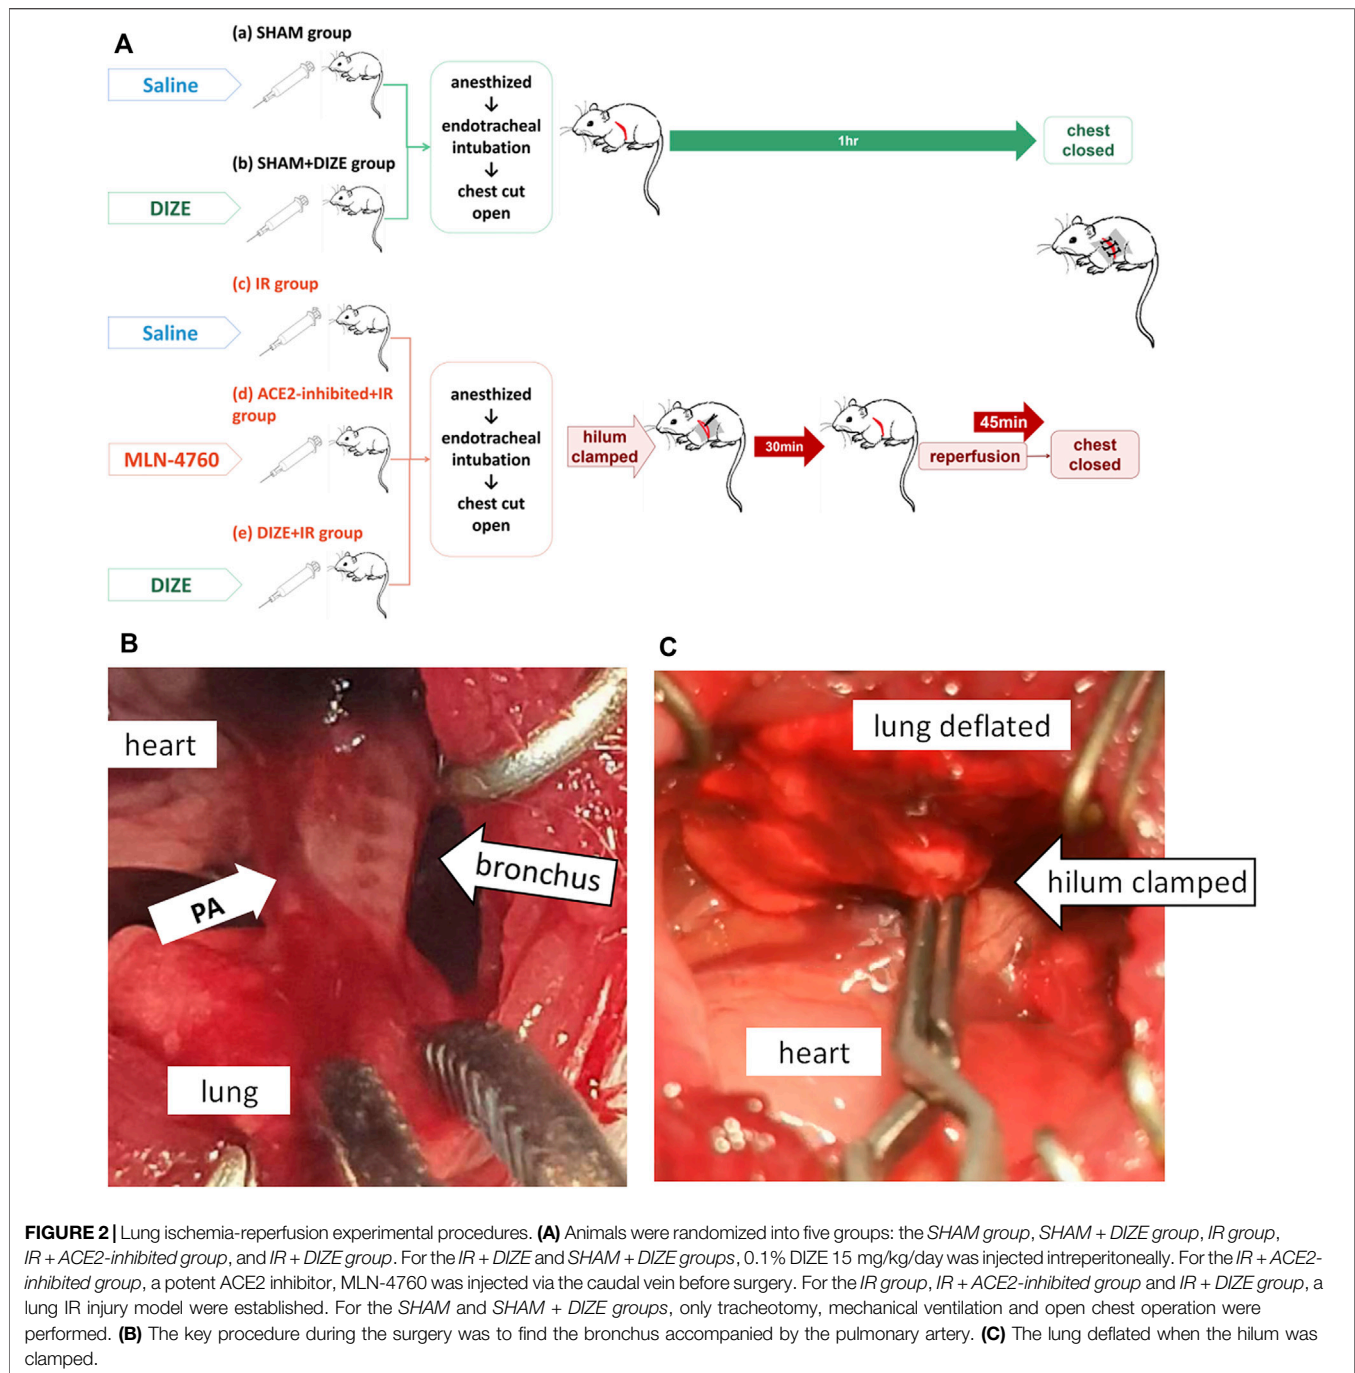 A
(a) SHAM group
Saline
anesthized
↓
endotracheal
intubation
↓
chest cut
open
1hr
chest
closed
(b) SHAM+DIZE group
DIZE
(c) IR group
Saline
(d) ACE2-inhibited+IR
group
MLN-4760
anesthized
↓
endotracheal
intubation
↓
chest cut
open
hilum
clamped
30min
45min
reperfusion
chest
closed
(e) DIZE+IR group
DIZE
B
heart
PA
bronchus
lung
C
lung deflated
hilum clamped
heart
FIGURE 2 | Lung ischemia-reperfusion experimental procedures. (A) Animals were randomized into five groups: the SHAM group, SHAM + DIZE group, IR group,
IR + ACE2-inhibited group, and IR + DIZE group. For the IR + DIZE and SHAM + DIZE groups, 0.1% DIZE 15 mg/kg/day was injected intreperitoneally. For the IR + ACE2-
inhibited group, a potent ACE2 inhibitor, MLN-4760 was injected via the caudal vein before surgery. For the IR group, IR + ACE2-inhibited group and IR + DIZE group, a
lung IR injury model were established. For the SHAM and SHAM + DIZE groups, only tracheotomy, mechanical ventilation and open chest operation were
performed. (B) The key procedure during the surgery was to find the bronchus accompanied by the pulmonary artery. (C) The lung deflated when the hilum was
clamped.